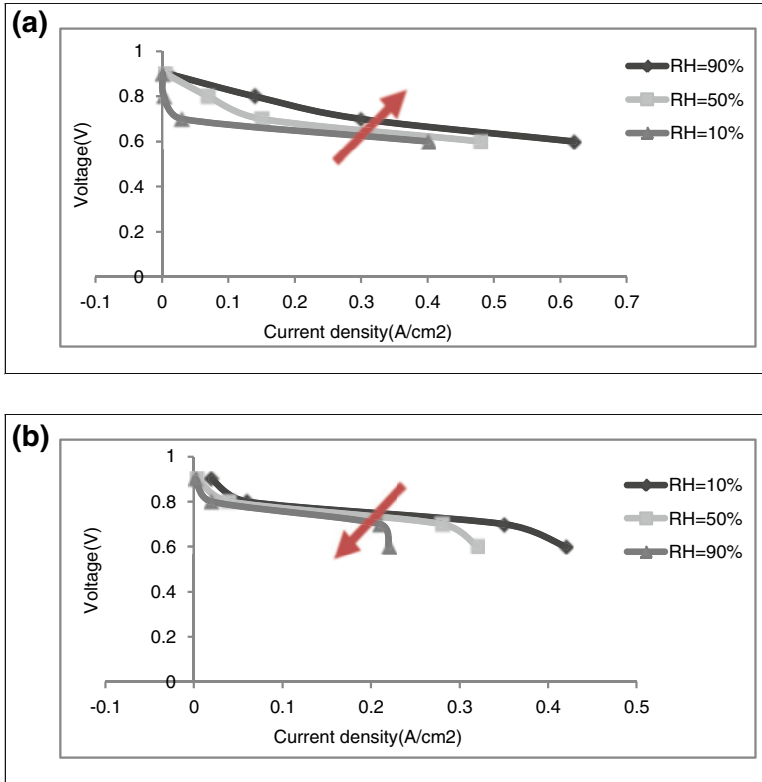 (a)
1
0.8
0.6
0.4
0.2
0
Voltage(V)
-0.1 0 0.1 0.2 0.3 0.4 0.5 0.6 0.7
Current density(A/cm2)
RH=90%
RH=50%
RH=10%
(b)
1
0.8
0.6
0.4
0.2
0
Voltage(V)
-0.1 0 0.1 0.2 0.3 0.4 0.5
Current density(A/cm2)
RH=10%
RH=50%
RH=90%